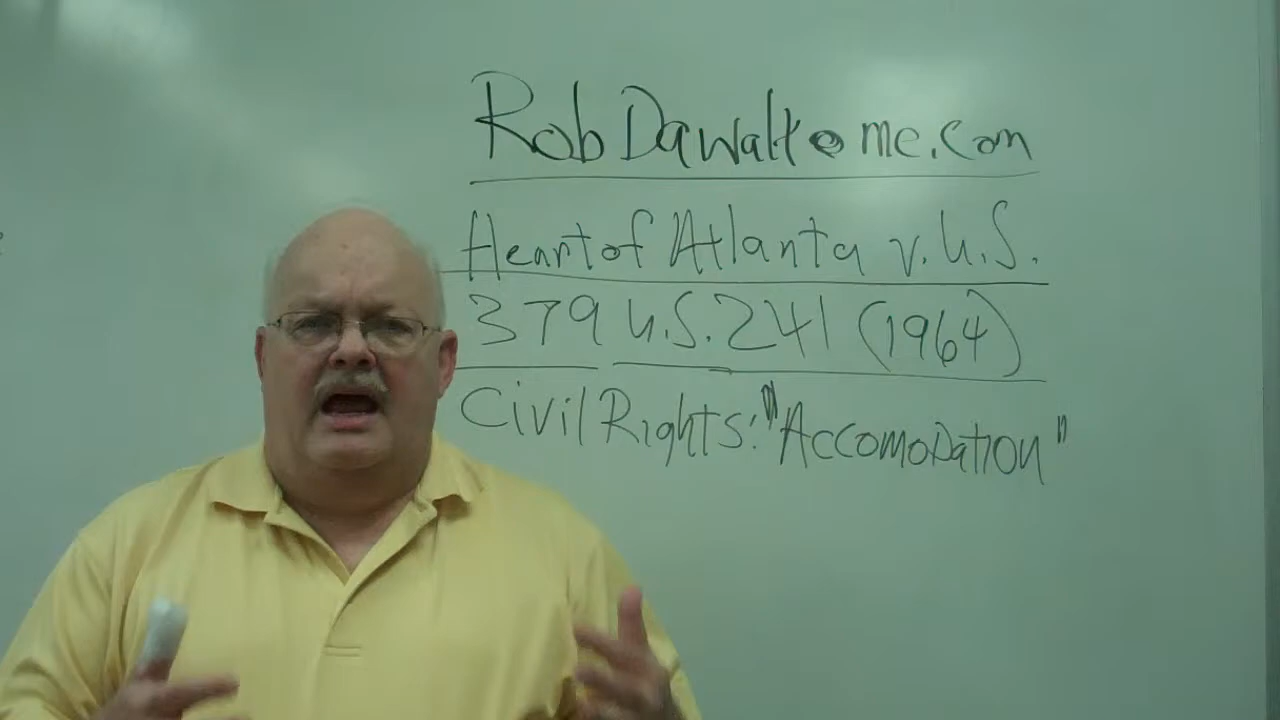 RobDawalt@me.com
Heart of Atlanta v. U.S.
379 U.S. 241 (1964)
Civil Rights: "Accomodation"